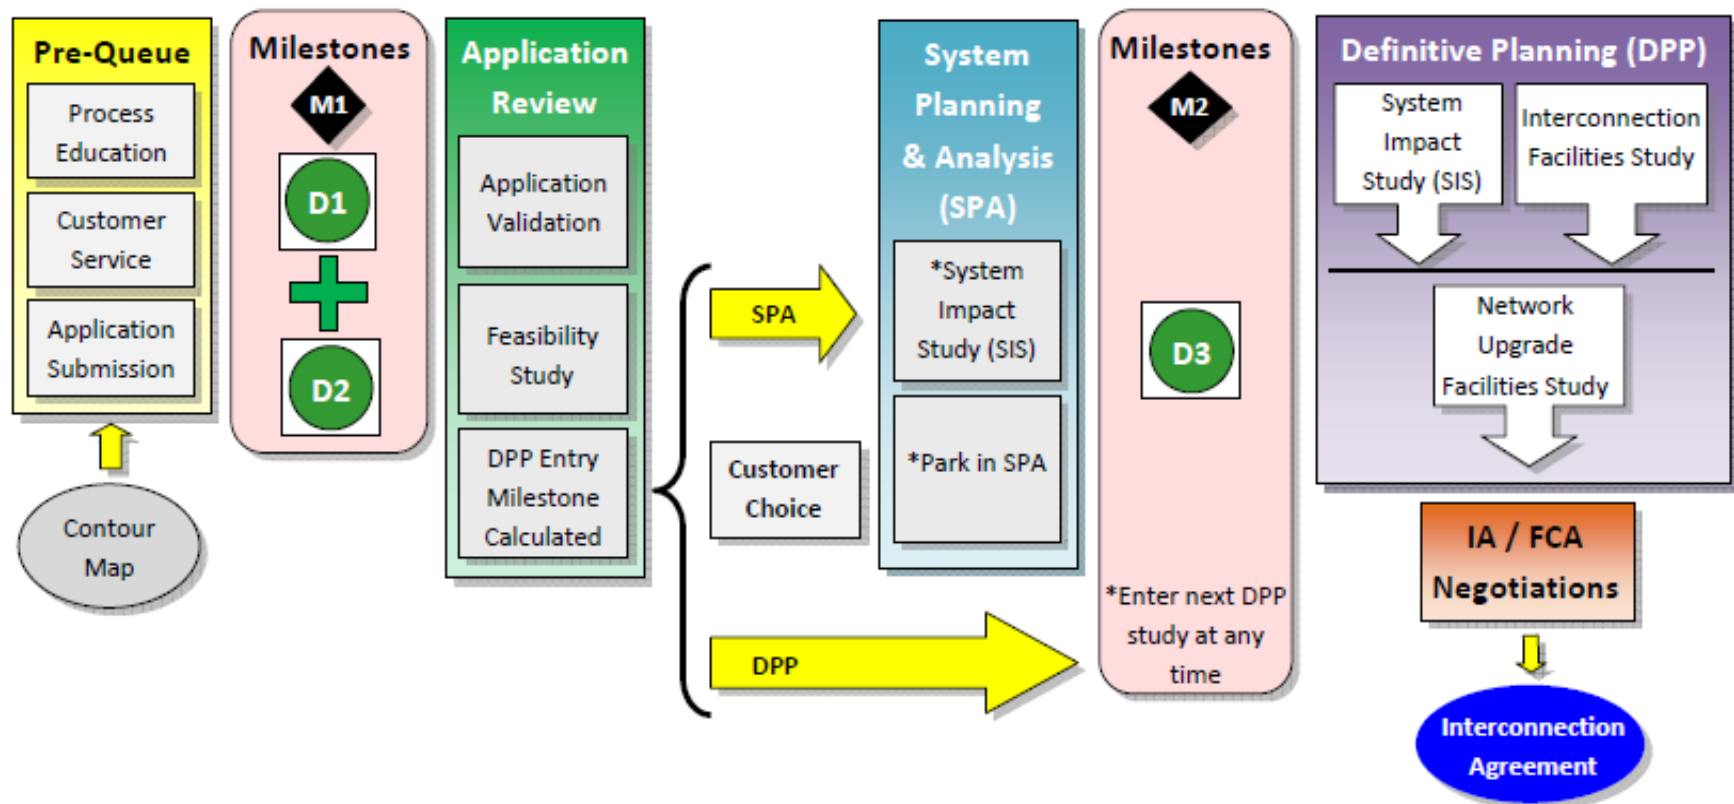 Pre-Queue
Process
Education
Customer
Service
Application
Submission
Contour
Map
Milestones
M1
D1
D2
Application
Review
Application
Validation
Feasibility
Study
DPP Entry
Milestone
Calculated
SPA
Customer
Choice
DPP
System
Planning
& Analysis
(SPA)
*System
Impact
Study (SIS)
*Park in SPA
Milestones
M2
D3
*Enter next DPP
study at any
time
Definitive Planning (DPP)
System
Impact
Study (SIS)
Interconnection
Facilities Study
Network
Upgrade
Facilities Study
IA / FCA
Negotiations
Interconnection
Agreement